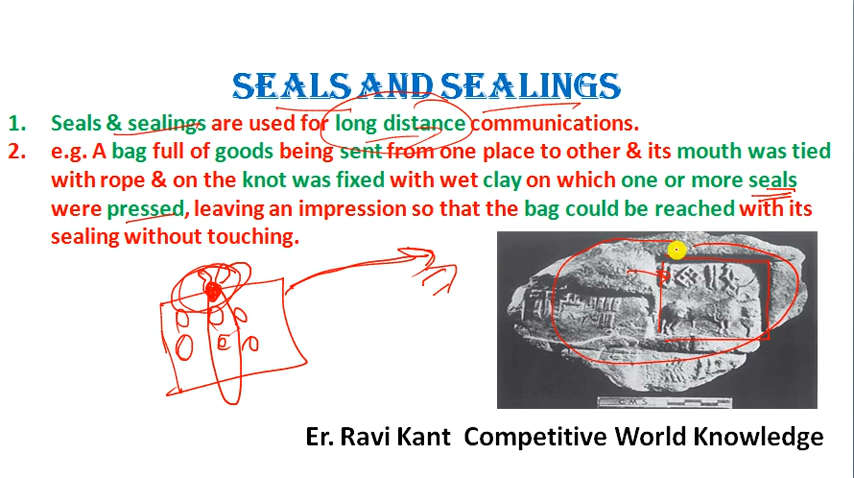 SEALS AND SEALINGS
1. Seals & sealings are used for long distance communications.
2. e.g. A bag full of goods being sent from one place to other & its mouth was tied
with rope & on the knot was fixed with wet clay on which one or more seals
were pressed, leaving an impression so that the bag could be reached with its
sealing without touching.
CMS
Er. Ravi Kant Competitive World Knowledge